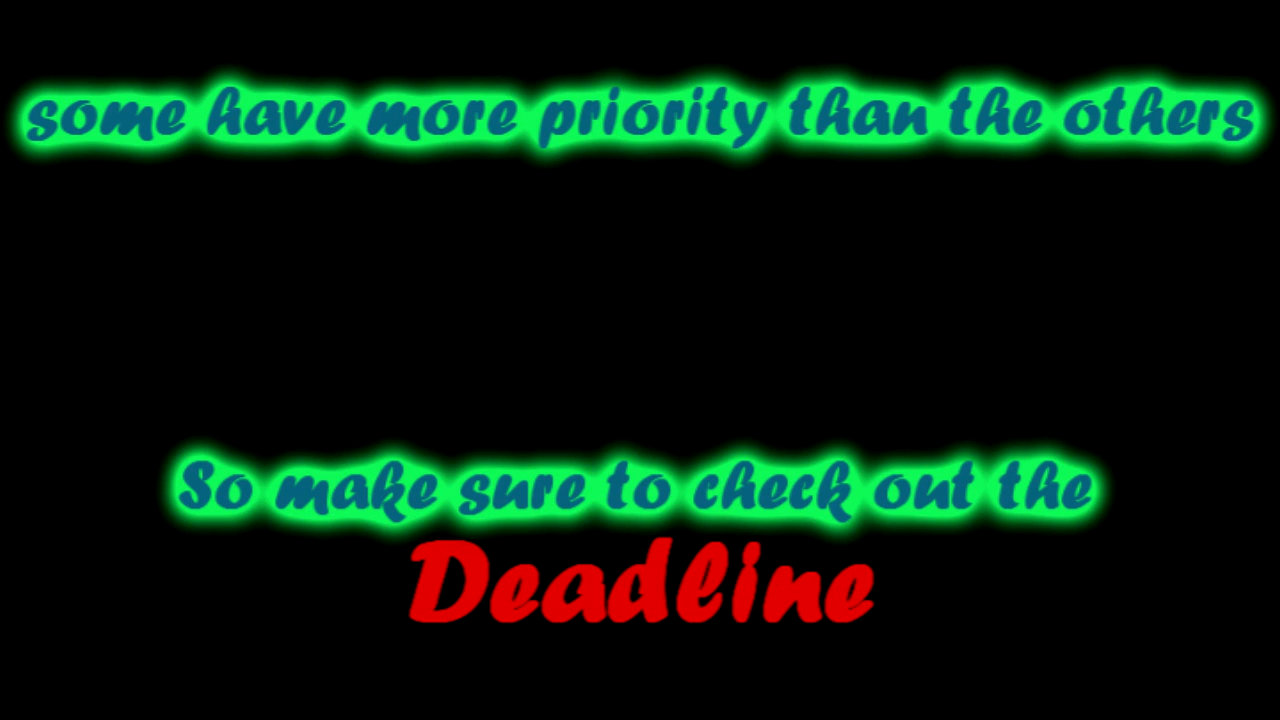 some have more priority than the others
So make sure to check out the
Deadline